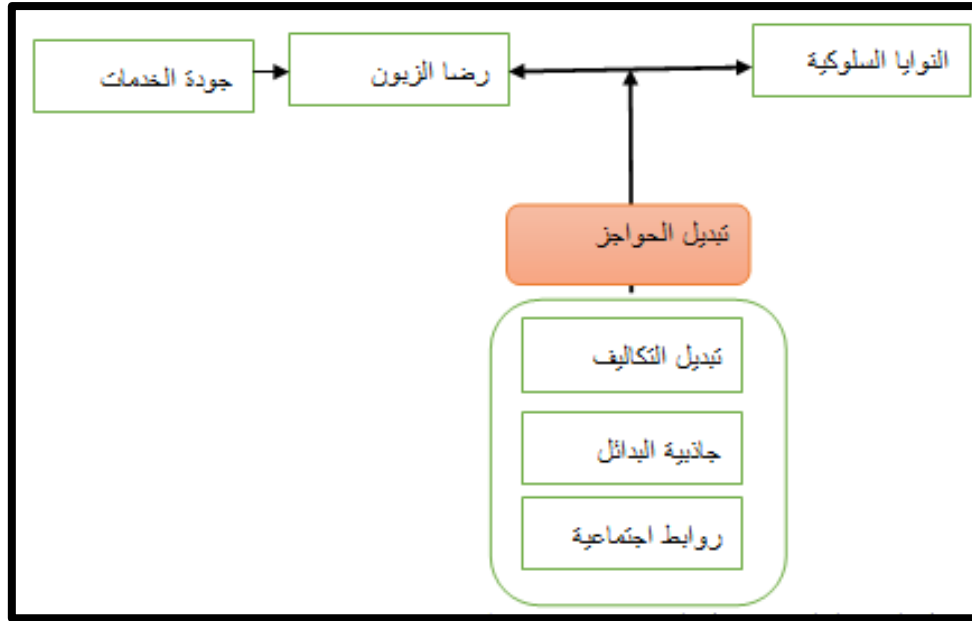 النوايا السلوكية
رضا الزبون
جودة الخدمات
تبديل الحواجز
تبديل التكاليف
جاذبية البدائل
روابط اجتماعية